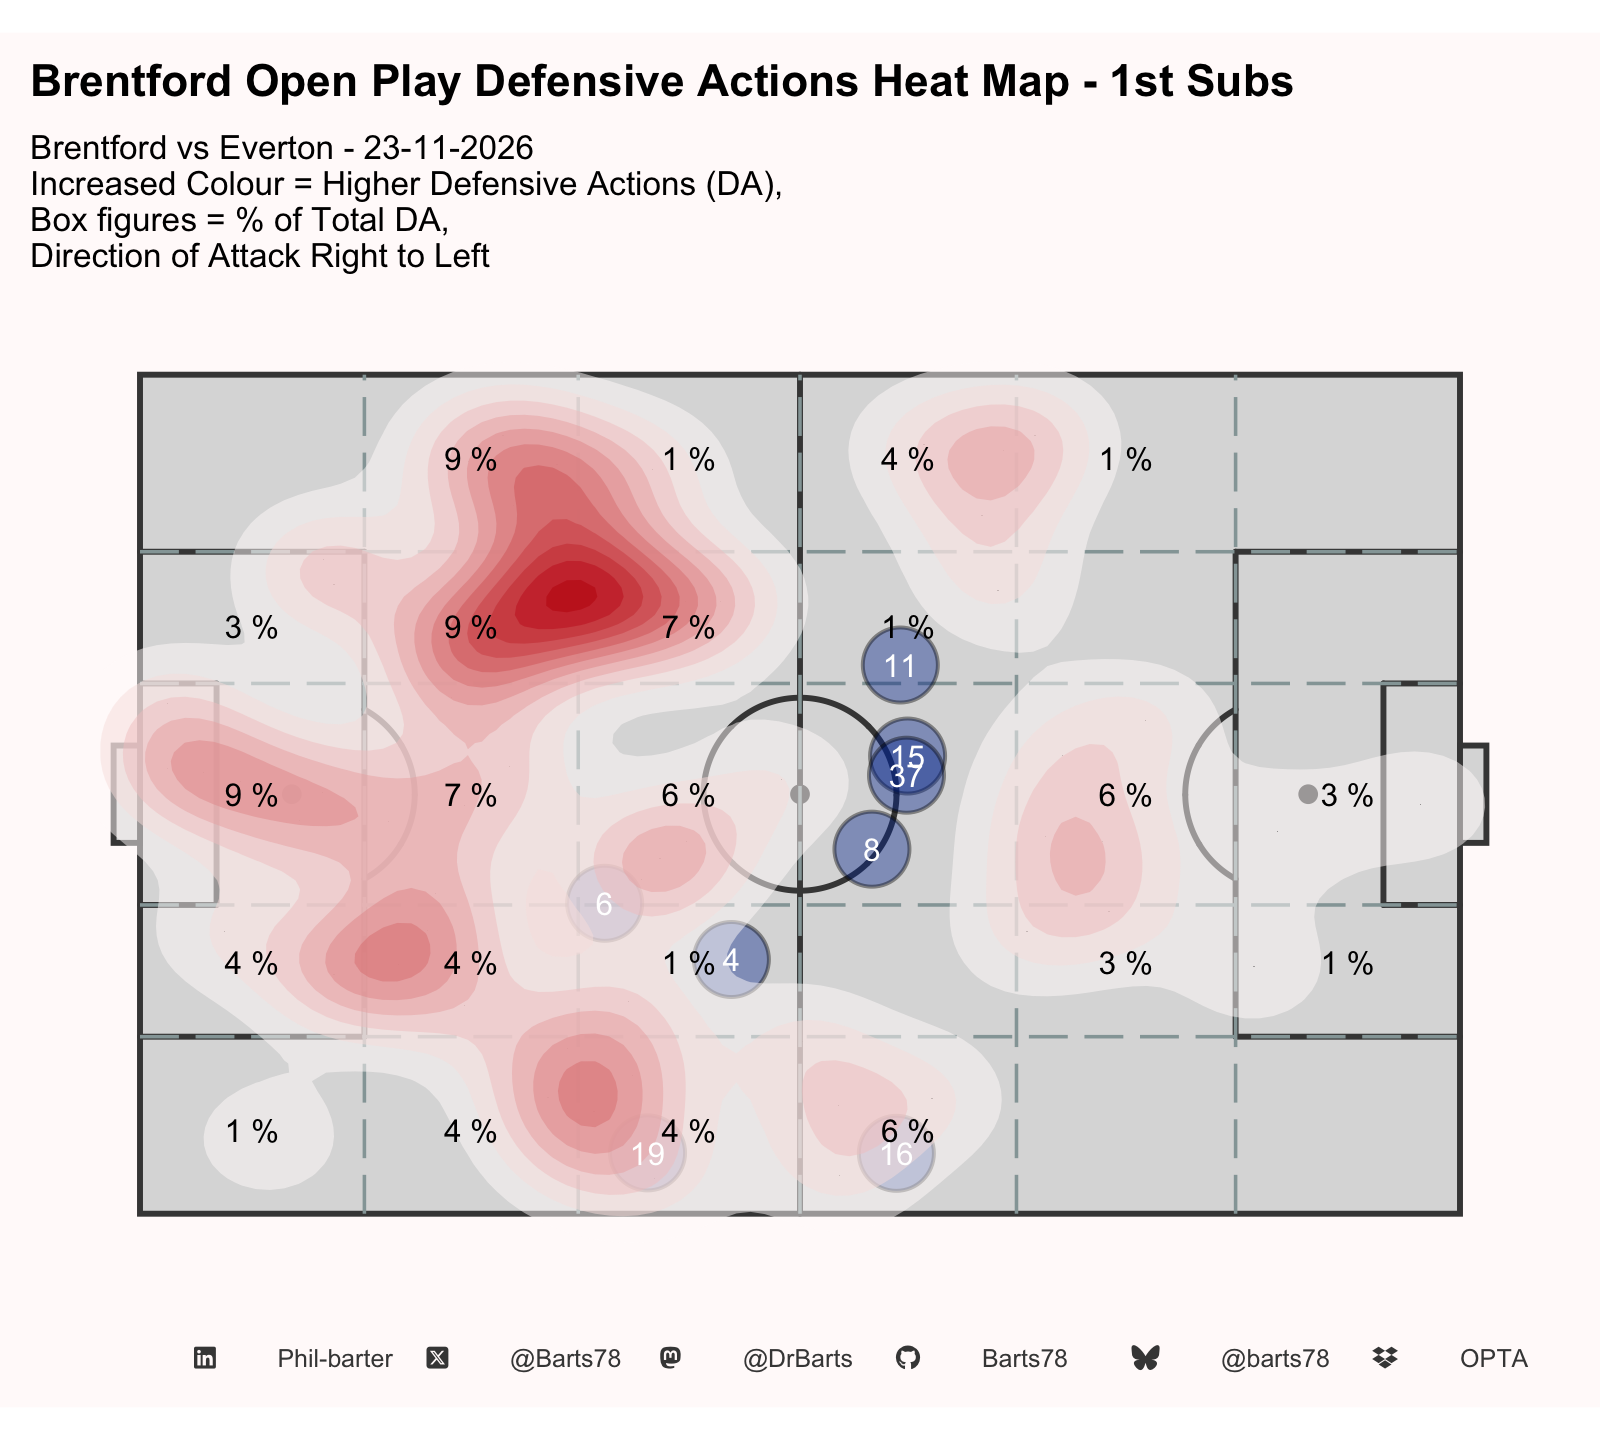 Brentford Open Play Defensive Actions Heat Map - 1st Subs
Brentford vs Everton - 23-11-2026
Increased Colour = Higher Defensive Actions (DA),
Box figures = % of Total DA,
Direction of Attack Right to Left
9 % 1 % 4 % 1 %
3 % 9 % 7 % 1 %
11
15
37
9 % 7 % 6 % 6 % 3 %
8
6
4 % 4 % 1 % 4 3 % 1 %
1 % 4 % 4 % 6 %
19 16
Phil-barter @Barts78 @DrBarts Barts78 @barts78 OPTA